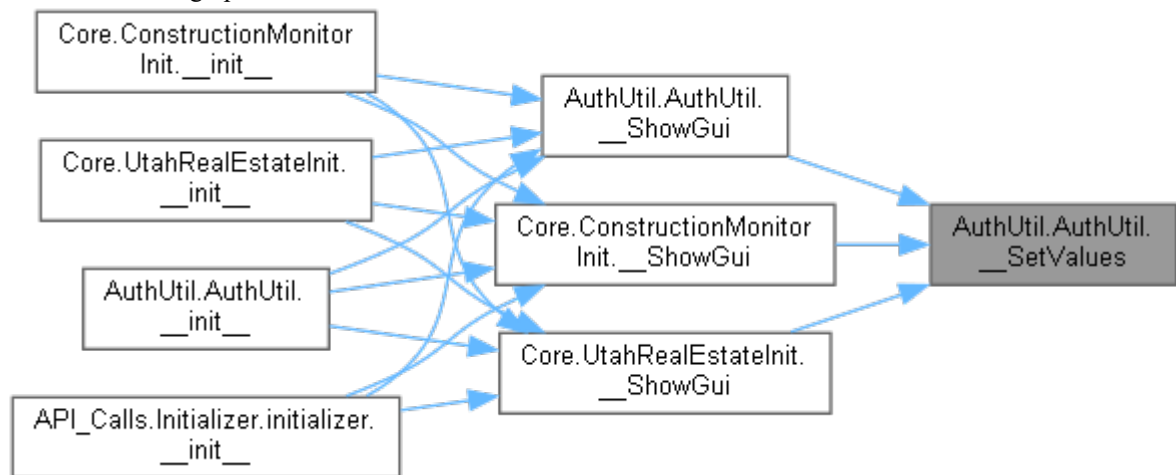 Core.ConstructionMonitor
Init.__init__
Core.UtahRealEstateInit.
__init__
AuthUtil.AuthUtil.
__init__
API_Calls.Initializer.initializer.
__init__
AuthUtil.AuthUtil.
__ShowGui
Core.ConstructionMonitor
Init.__ShowGui
Core.UtahRealEstateInit.
__ShowGui
AuthUtil.AuthUtil.
__SetValues